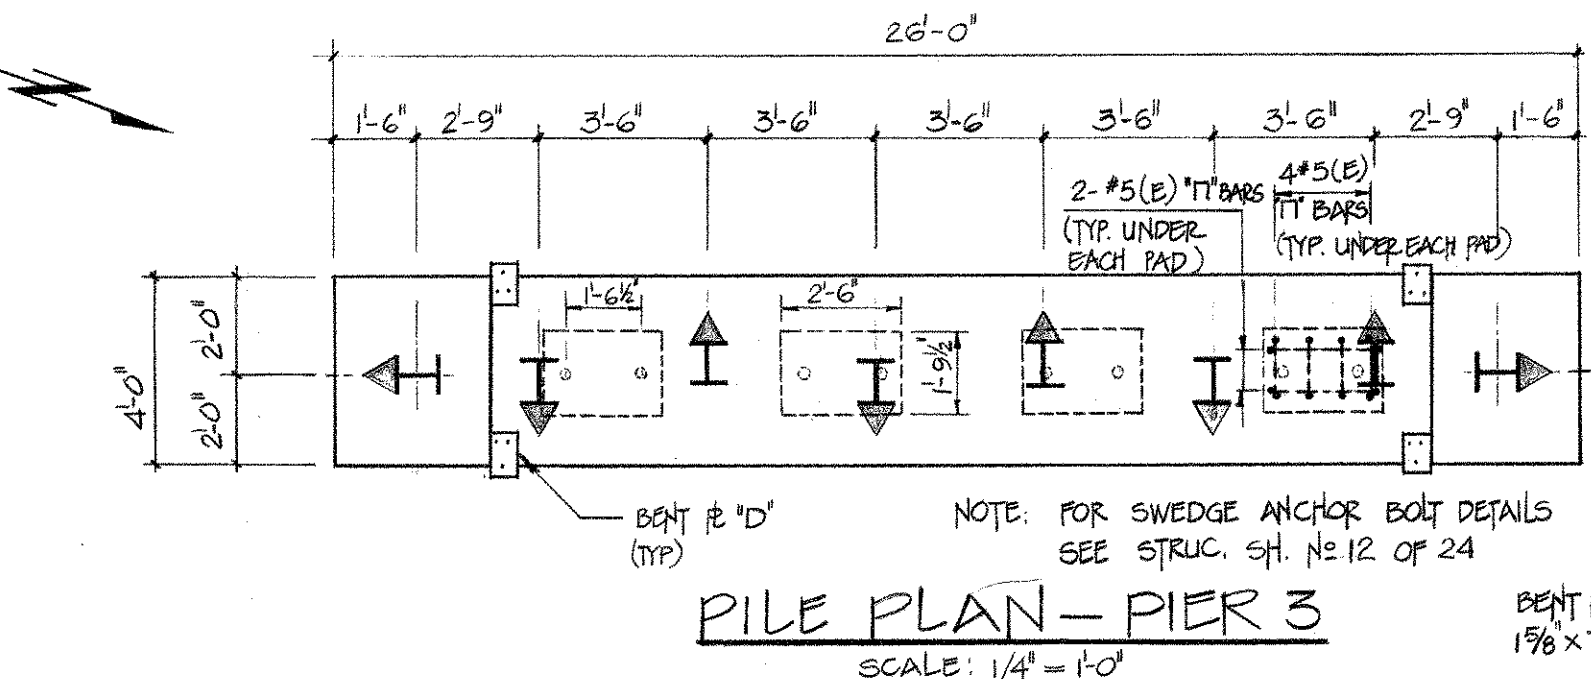 26'-0"
1'-6" 2'-9" 3'-6" 3'-6" 3'-6" 3'-6" 3'-6" 2'-9" 1'-6"
2-#5(E) "П" BARS
(TYP. UNDER
EACH PAD)
4#5(E)
"П" BARS
(TYP. UNDER EACH PAD)
1'-6½"
2'-6"
1'-9½"
4'-0"
2'-0"
2'-0"
BENT ⅊ "D"
(TYP)
NOTE: FOR SWEDGE ANCHOR BOLT DETAILS
SEE STRUC. SH. Nº 12 OF 24
PILE PLAN - PIER 3
SCALE: 1/4" = 1'-0"
BENT
1⅝" x